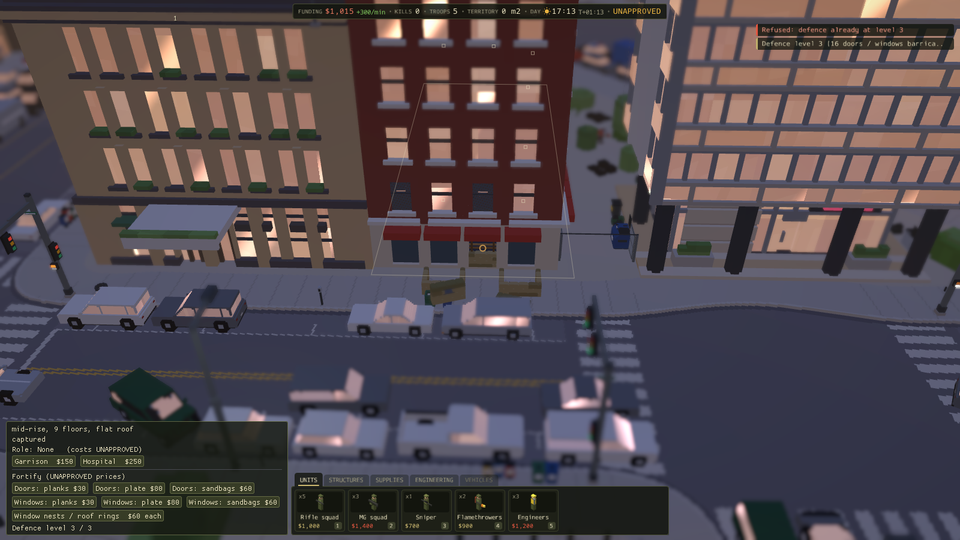 FUNDING $1,015 +300/min · KILLS 0 · TROOPS 5 · TERRITORY 0 m2 · DAY 17:13 T+01:13 · UNAPPROVED
1
Refused: defence already at level 3
Defence level 3 (16 doors / windows barrica..
mid-rise, 9 floors, flat roof
captured
Role: None (costs UNAPPROVED)
Garrison $150 Hospital $250
Fortify (UNAPPROVED prices)
Doors: planks $30 Doors: plate $80 Doors: sandbags $60
Windows: planks $30 Windows: plate $80 Windows: sandbags $60
Window nests / roof rings $60 each
Defence level 3 / 3
UNITS STRUCTURES SUPPLIES ENGINEERING VEHICLES
x5 x3 x1 x2 x3
Rifle squad MG squad Sniper Flamethrowers Engineers
$1,000 1 $1,400 2 $700 3 $900 4 $1,200 5